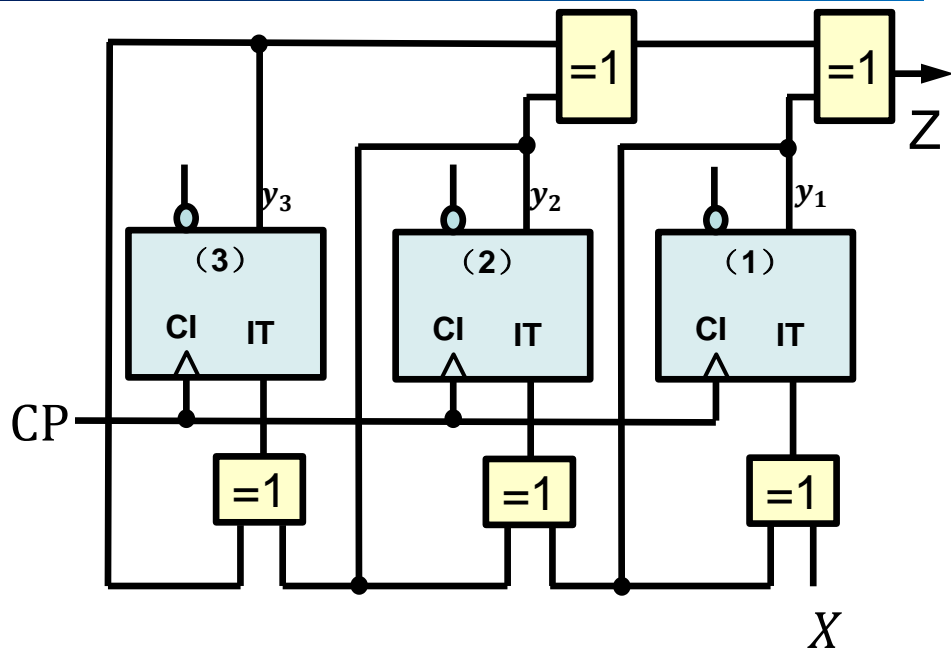 =1 =1
Z
y₃ y₂ y₁
（3） （2） （1）
CI IT CI IT CI IT
CP
=1 =1 =1
X